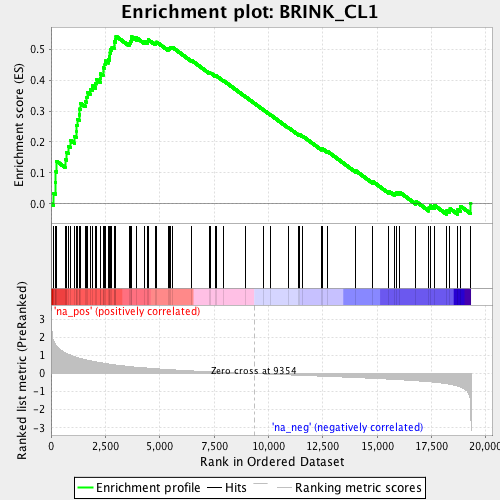 Enrichment plot: BRINK_CL1
Enrichment score (ES)
0.5
0.4
0.3
0.2
0.1
0.0
'na_pos' (positively correlated)
Ranked list metric (PreRanked)
3
2
1
0
-1
-2
-3
Zero cross at 9354
'na_neg' (negatively correlated)
0 2,500 5,000 7,500 10,000 12,500 15,000 17,500 20,000
Rank in Ordered Dataset
Enrichment profile Hits Ranking metric scores